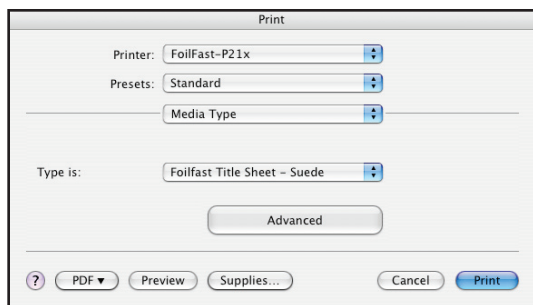 Print
Printer: FoilFast-P21x
Presets: Standard
Media Type
Type is: Foilfast Title Sheet – Suede
Advanced
? PDF▼ Preview Supplies... Cancel Print